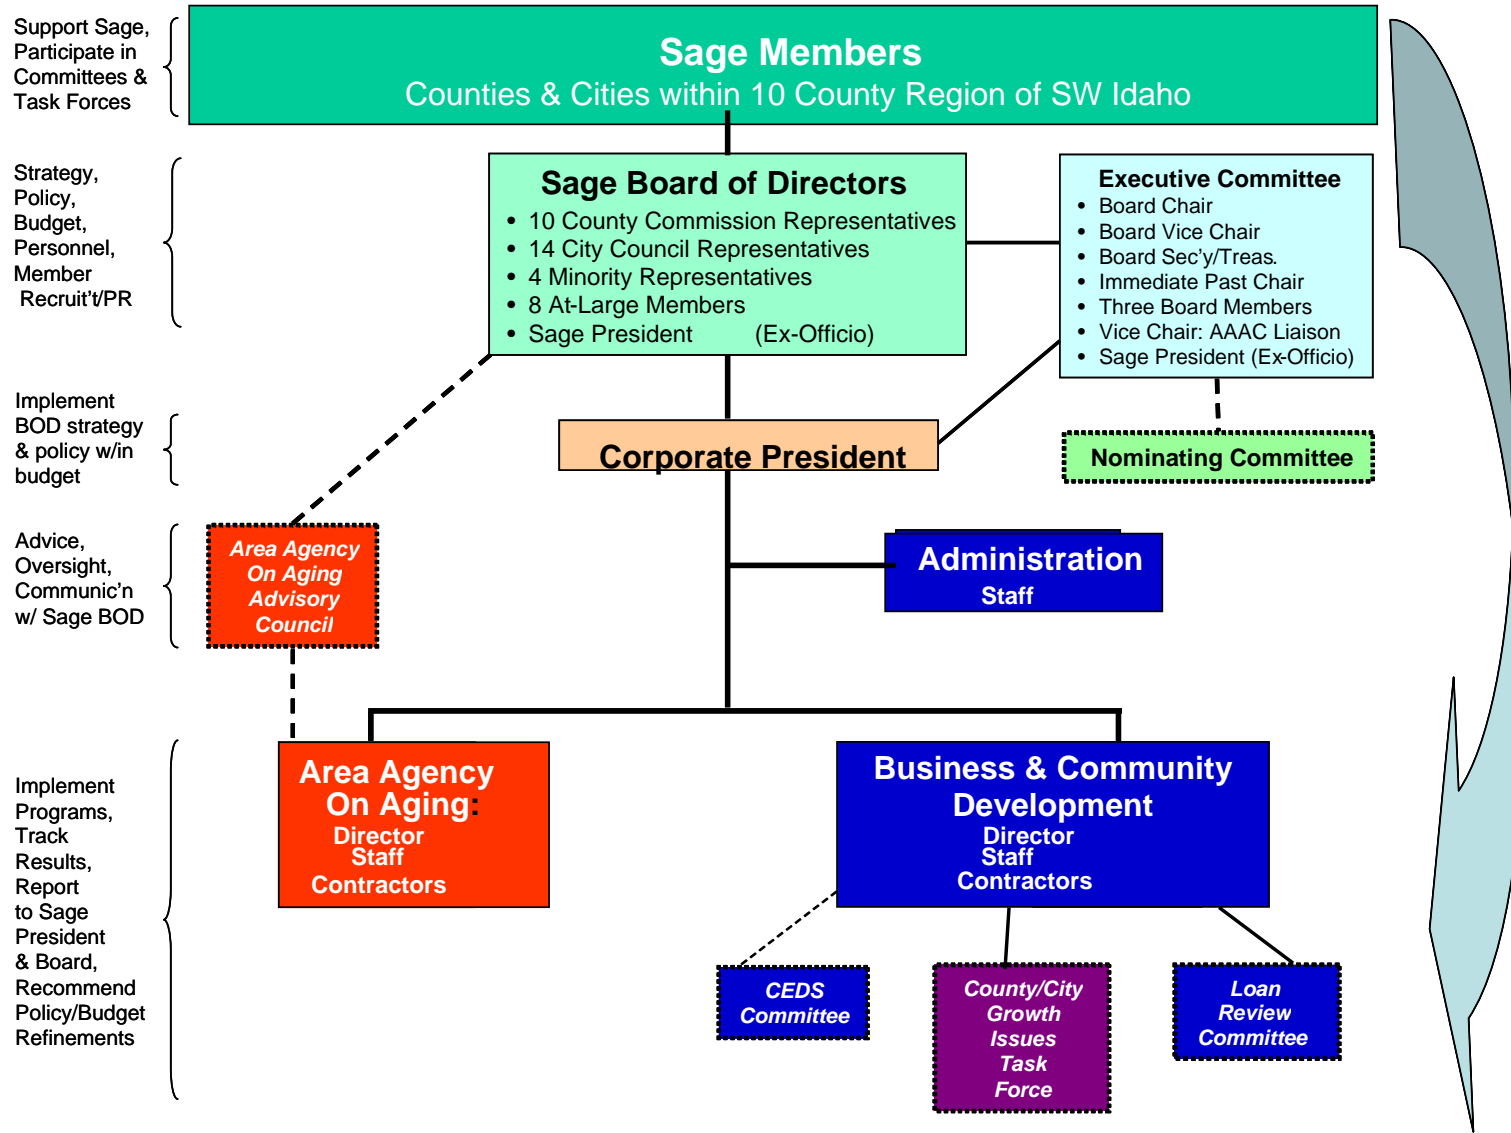 Support Sage,
Participate in
Committees &
Task Forces
Sage Members
Counties & Cities within 10 County Region of SW Idaho
Strategy,
Policy,
Budget,
Personnel,
Member
Recruit't/PR
Sage Board of Directors
• 10 County Commission Representatives
• 14 City Council Representatives
• 4 Minority Representatives
• 8 At-Large Members
• Sage President (Ex-Officio)
Executive Committee
• Board Chair
• Board Vice Chair
• Board Sec'y/Treas.
• Immediate Past Chair
• Three Board Members
• Vice Chair: AAAC Liaison
• Sage President (Ex-Officio)
Implement
BOD strategy
& policy w/in
budget
Corporate President
Nominating Committee
Advice,
Oversight,
Communic'n
w/ Sage BOD
Area Agency
On Aging
Advisory
Council
Administration
Staff
Implement
Programs,
Track
Results,
Report
to Sage
President
& Board,
Recommend
Policy/Budget
Refinements
Area Agency
On Aging:
Director
Staff
Contractors
Business & Community
Development
Director
Staff
Contractors
CEDS
Committee
County/City
Growth
Issues
Task
Force
Loan
Review
Committee